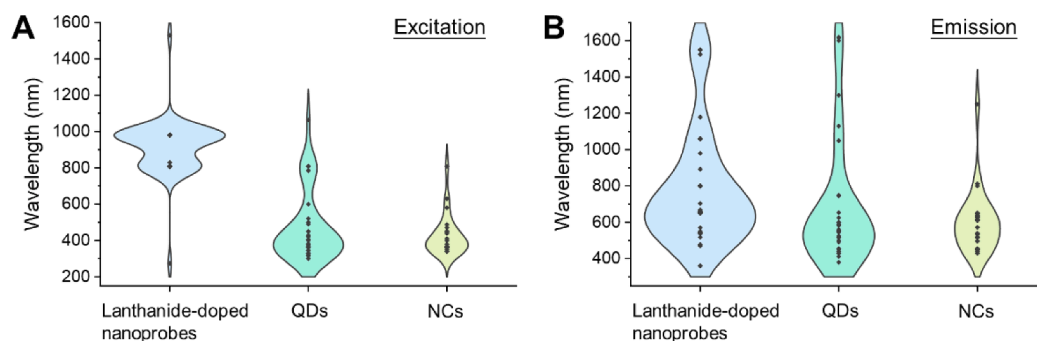 A
Excitation
Wavelength (nm)
1600
1400
1200
1000
800
600
400
200
Lanthanide-doped
nanoprobes
QDs
NCs
B
Emission
Wavelength (nm)
1600
1400
1200
1000
800
600
400
Lanthanide-doped
nanoprobes
QDs
NCs